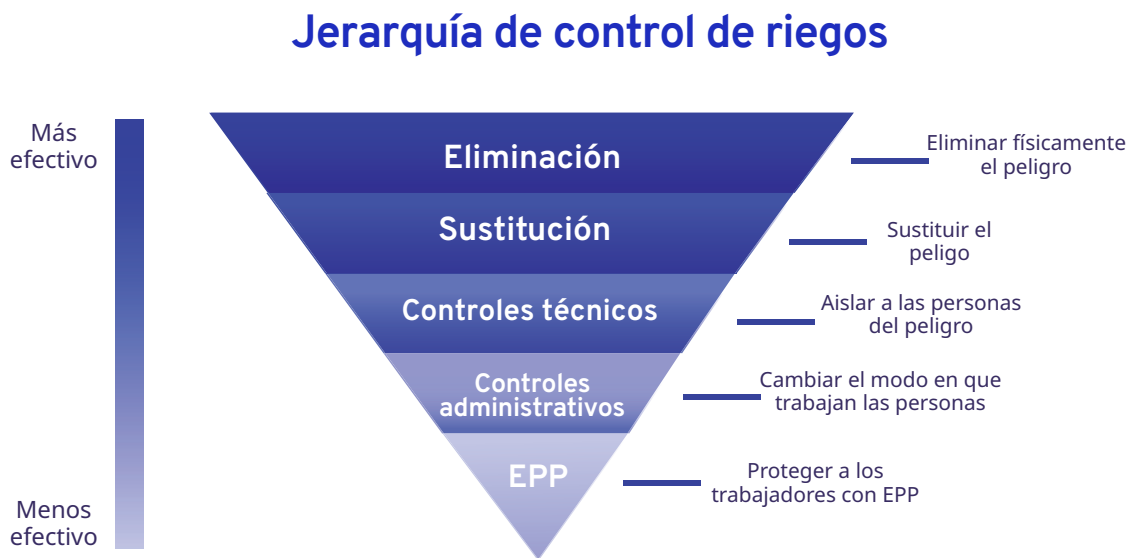 Jerarquía de control de riegos
Más
efectivo
Eliminación
Eliminar físicamente
el peligro
Sustitución
Sustituir el
peligo
Controles técnicos
Aislar a las personas
del peligro
Controles
administrativos
Cambiar el modo en que
trabajan las personas
EPP
Proteger a los
trabajadores con EPP
Menos
efectivo